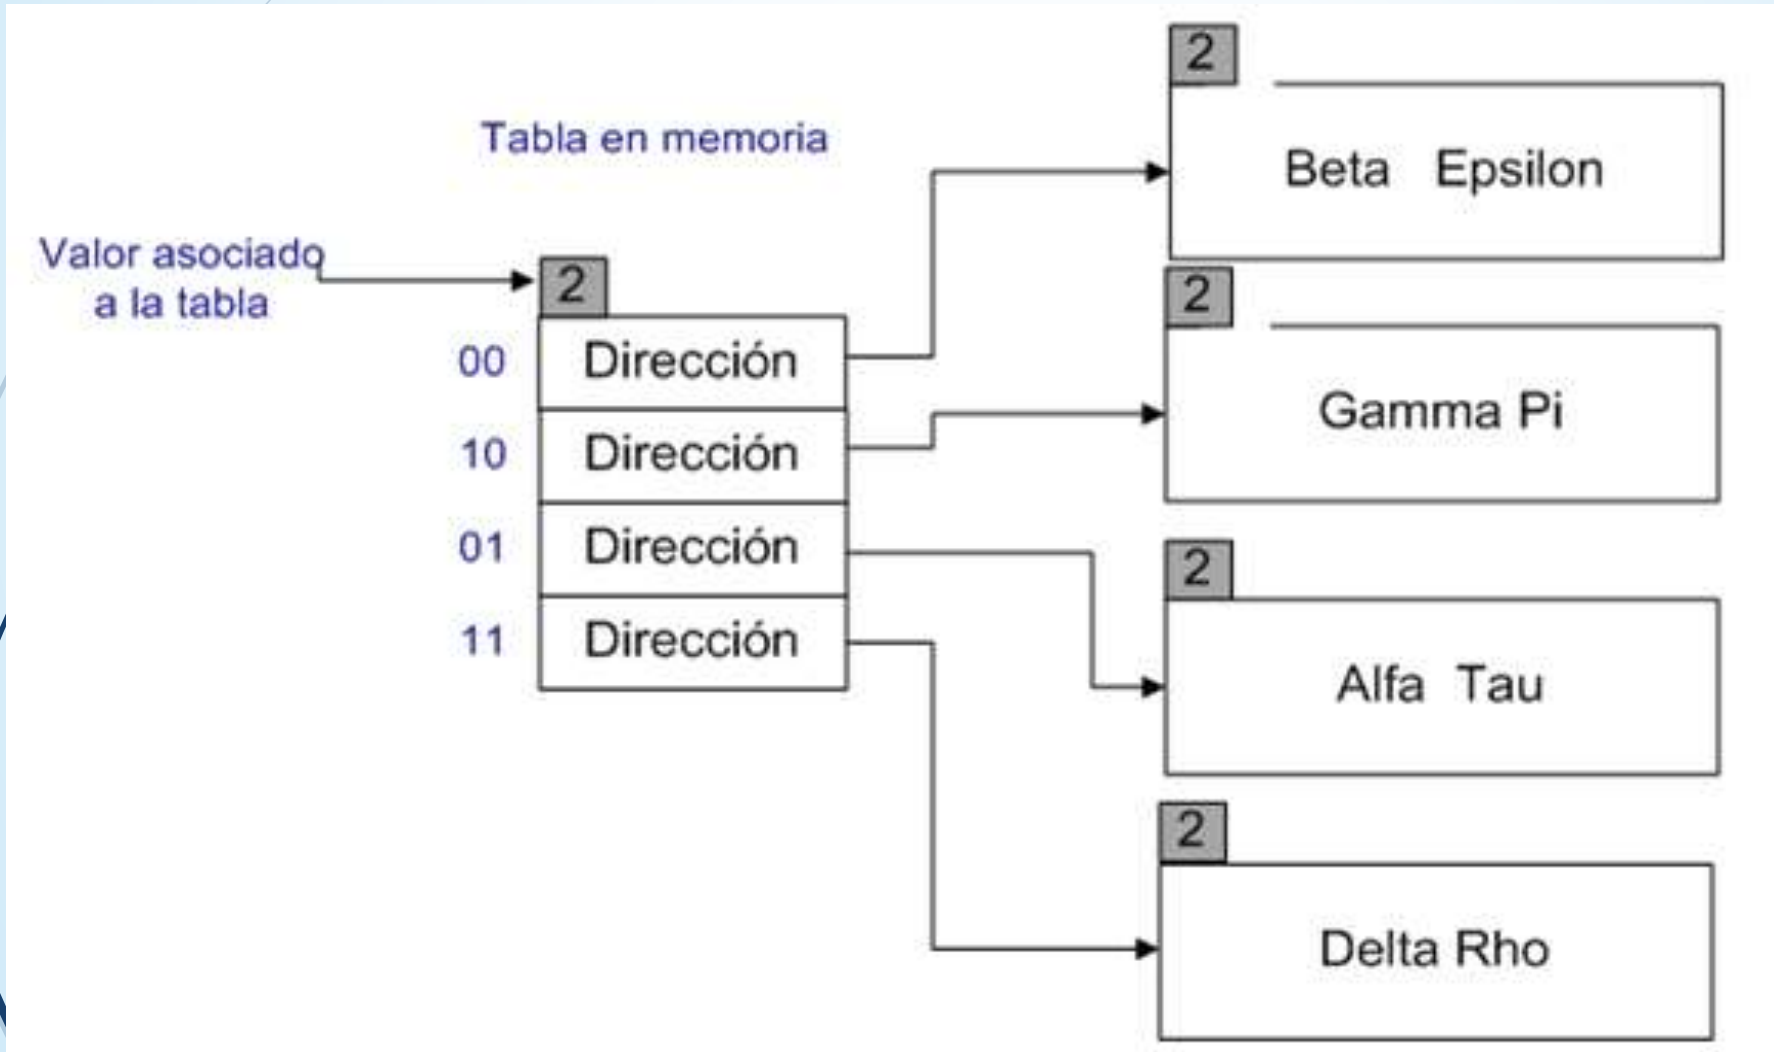 2
Tabla en memoria
Beta Epsilon
Valor asociado
a la tabla
2
2
00 Dirección
Gamma Pi
10 Dirección
01 Dirección
2
11 Dirección
Alfa Tau
2
Delta Rho